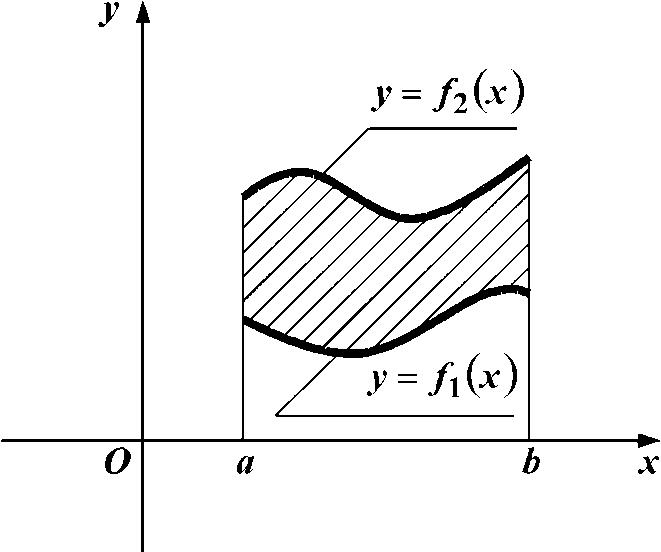 y
y = f₂(x)
y = f₁(x)
O a b x